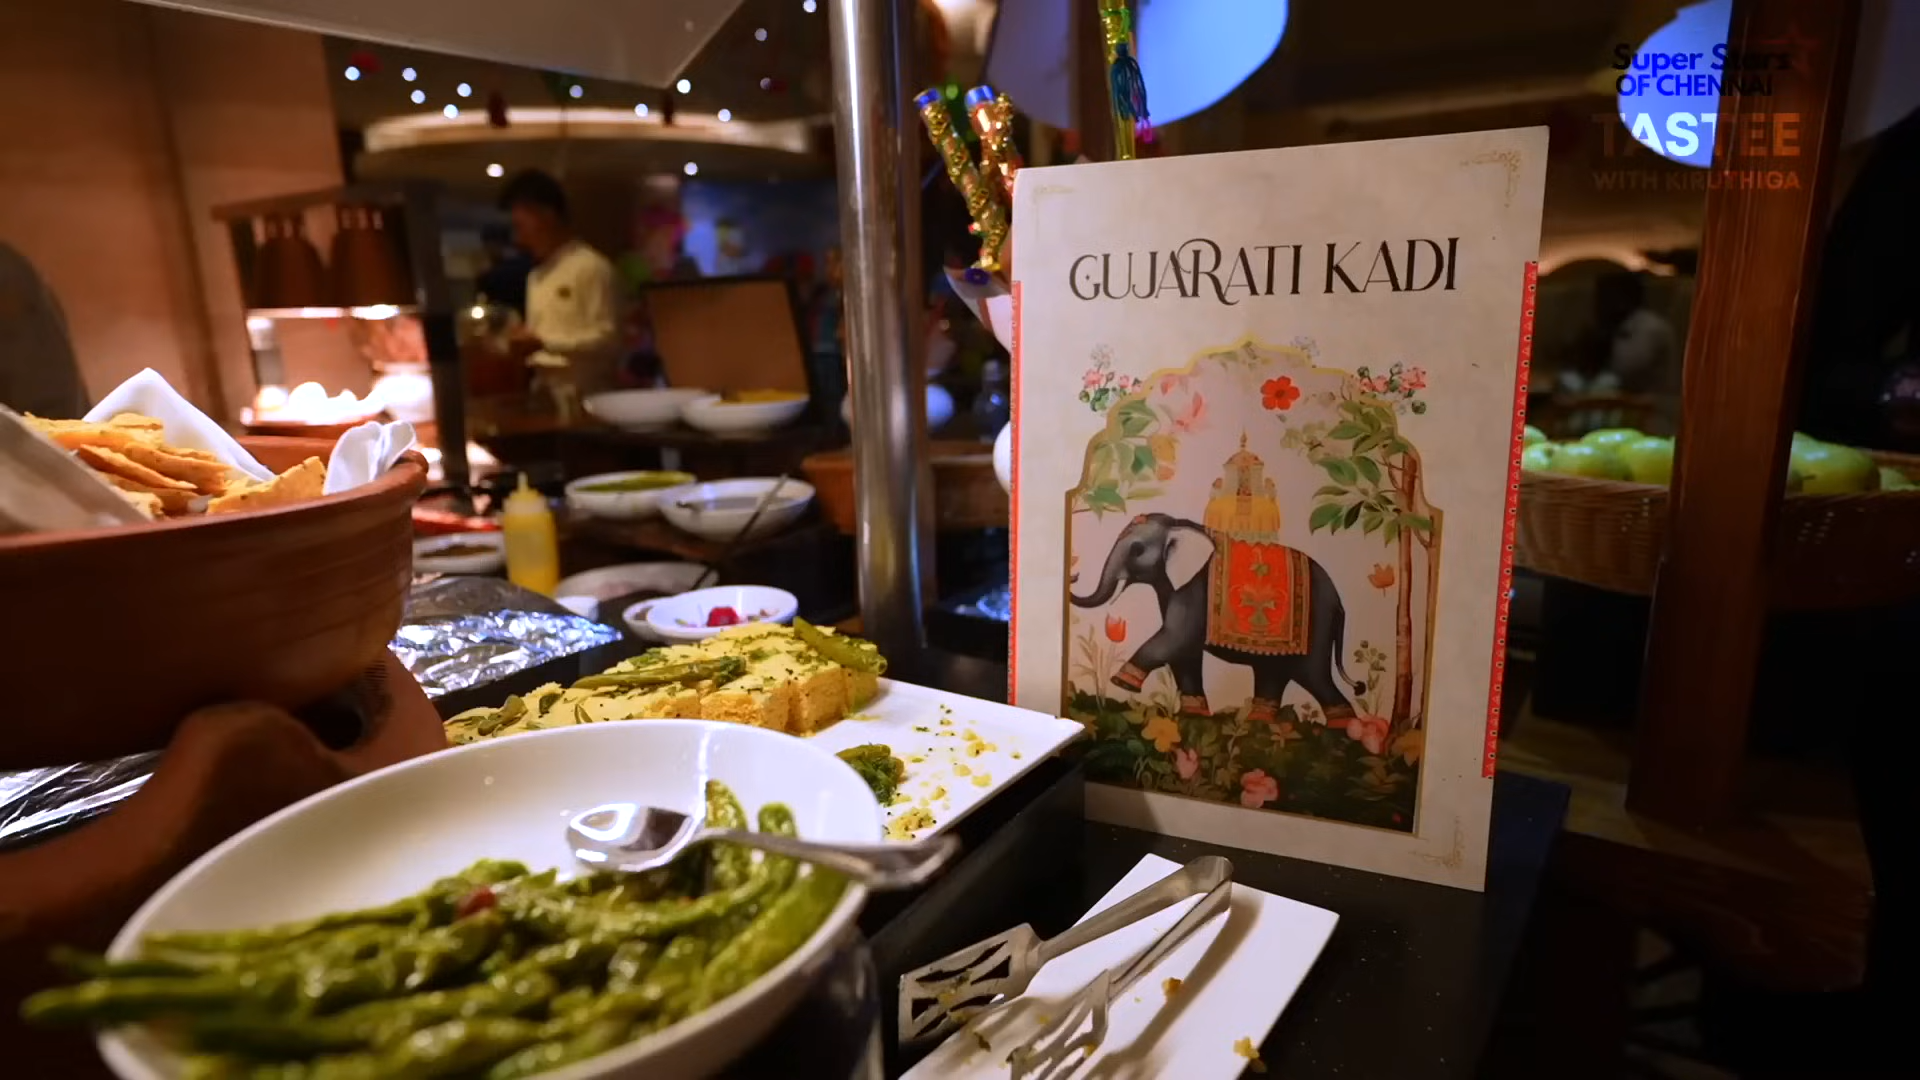 Super Stars
OF CHENNAI
TASTEE
WITH KIRUTHIGA
GUJARATI KADI